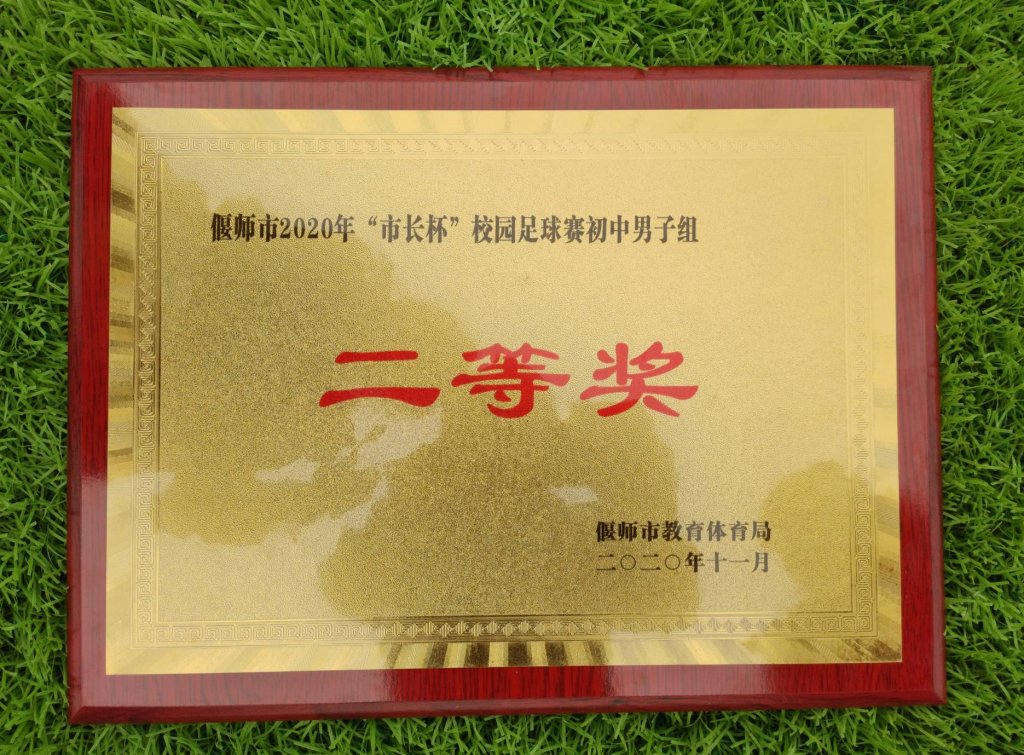 偃师市2020年“市长杯”校园足球赛初中男子组
二等奖
偃师市教育体育局
二〇二〇年十一月